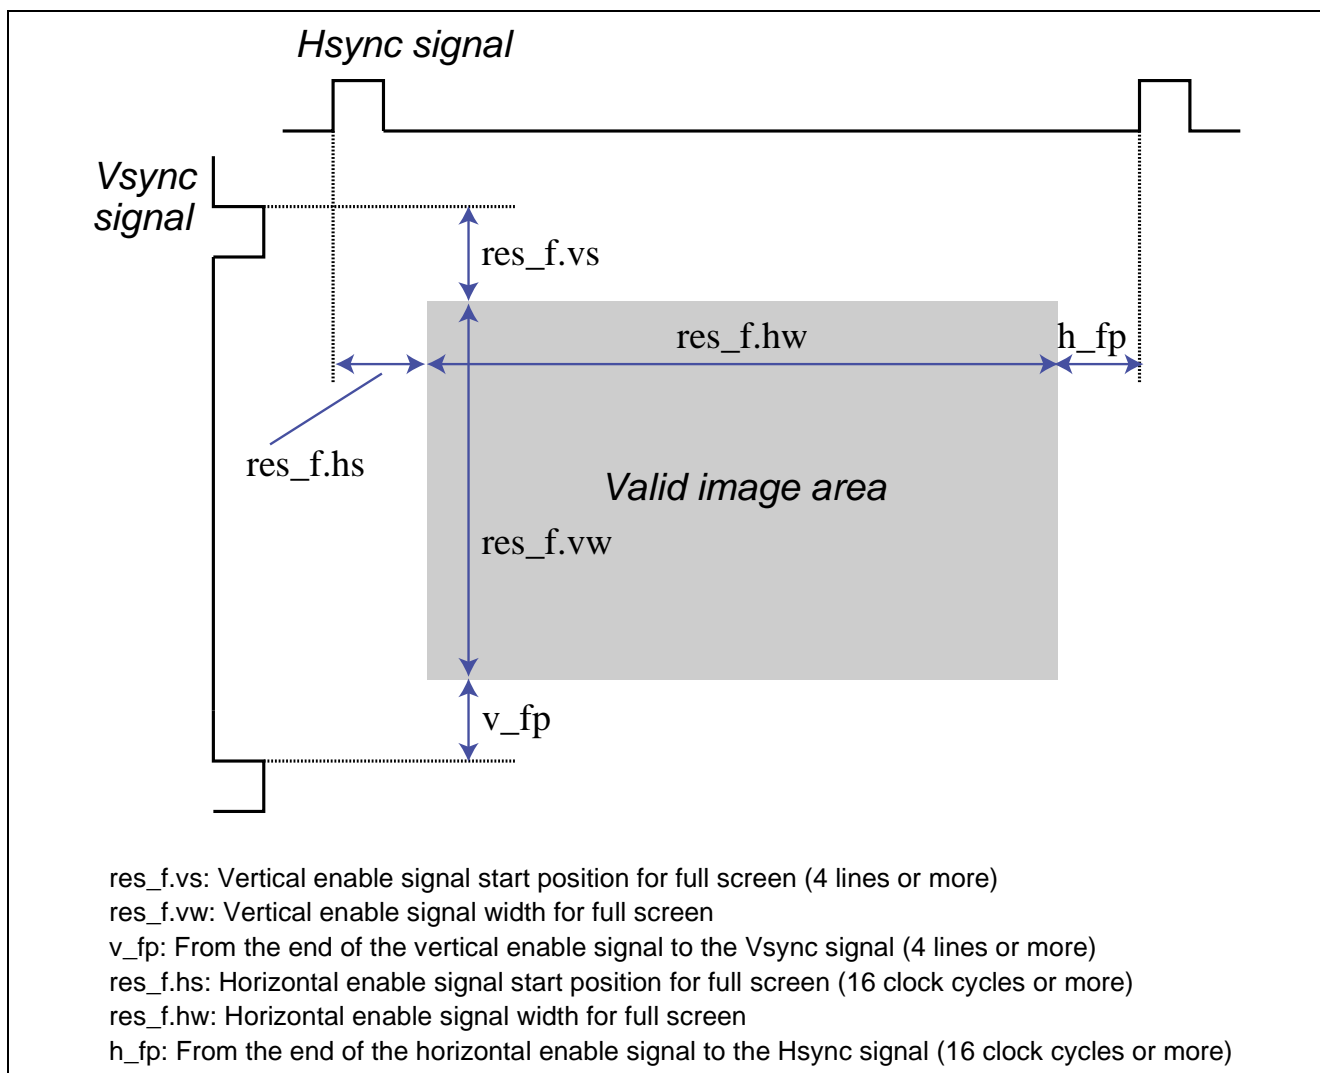 Hsync signal
Vsync
signal
res_f.vs
res_f.hw
h_fp
res_f.hs
Valid image area
res_f.vw
v_fp
res_f.vs: Vertical enable signal start position for full screen (4 lines or more)
res_f.vw: Vertical enable signal width for full screen
v_fp: From the end of the vertical enable signal to the Vsync signal (4 lines or more)
res_f.hs: Horizontal enable signal start position for full screen (16 clock cycles or more)
res_f.hw: Horizontal enable signal width for full screen
h_fp: From the end of the horizontal enable signal to the Hsync signal (16 clock cycles or more)